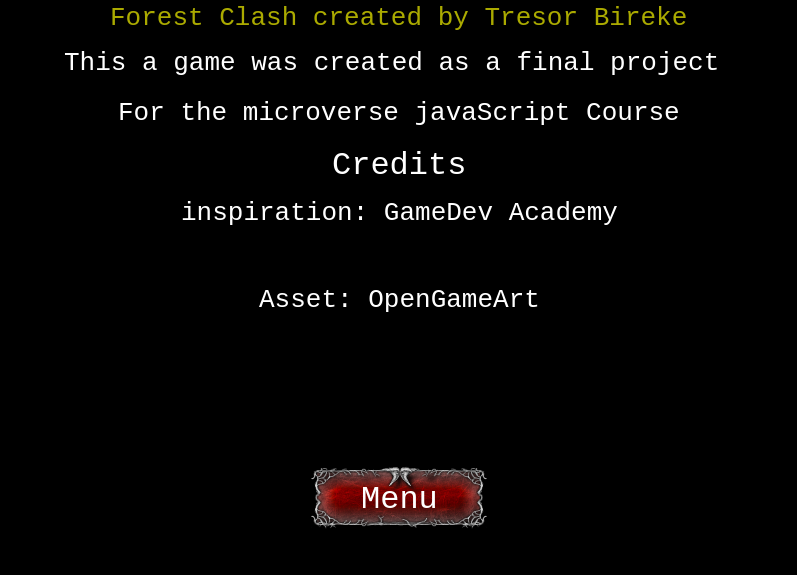 Forest Clash created by Tresor Bireke
This a game was created as a final project
For the microverse javaScript Course
Credits
inspiration: GameDev Academy
Asset: OpenGameArt
Menu